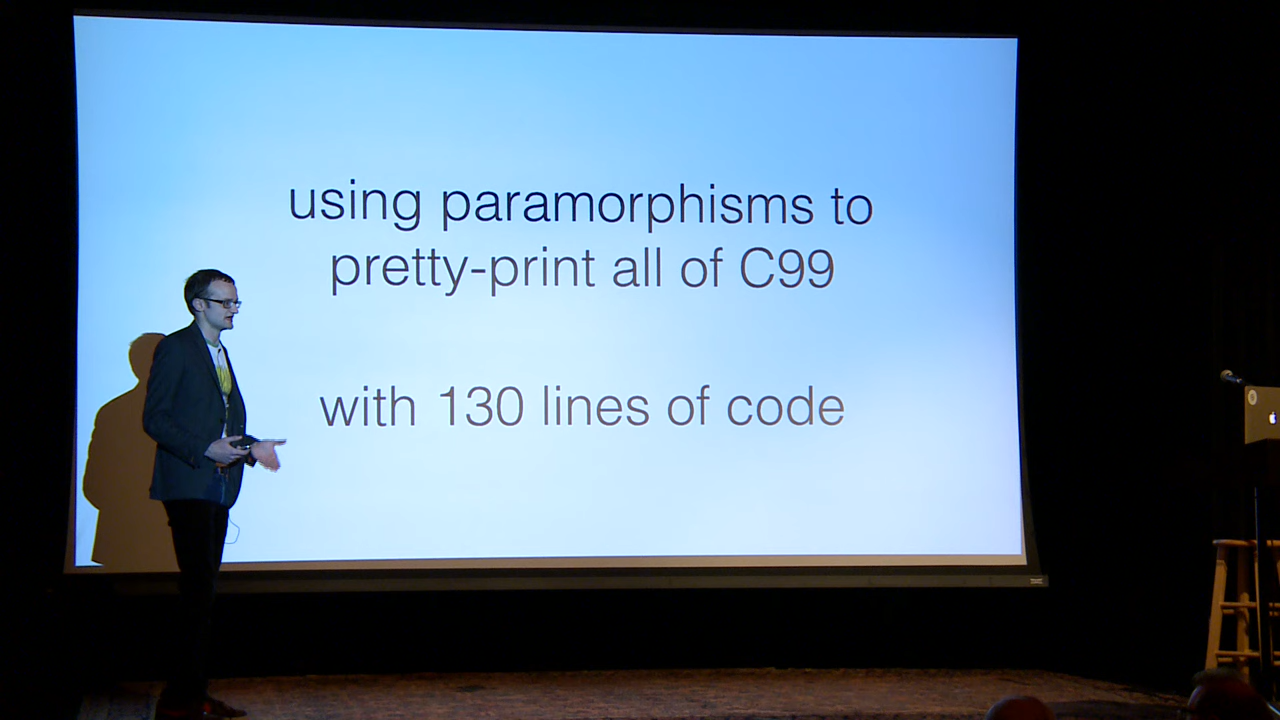 using paramorphisms to
pretty-print all of C99
with 130 lines of code